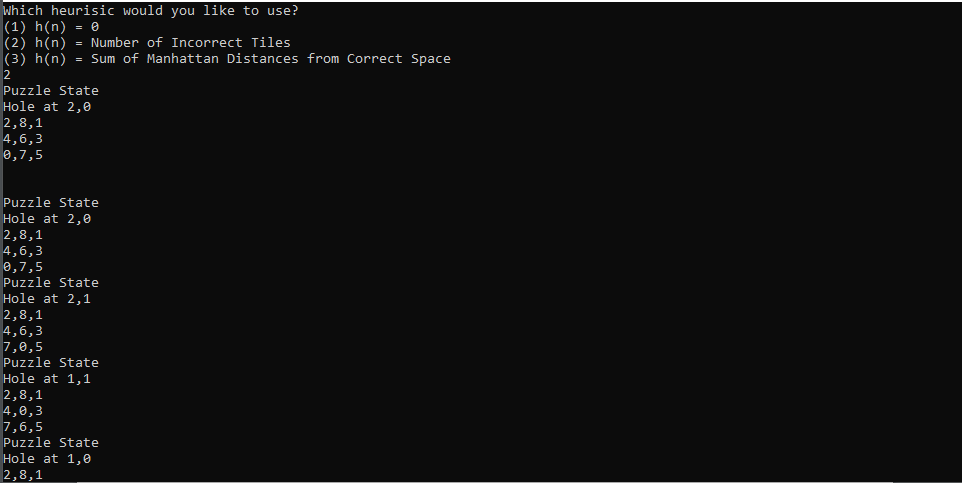 Which heurisic would you like to use?
(1) h(n) = 0
(2) h(n) = Number of Incorrect Tiles
(3) h(n) = Sum of Manhattan Distances from Correct Space
2
Puzzle State
Hole at 2,0
2,8,1
4,6,3
0,7,5
Puzzle State
Hole at 2,0
2,8,1
4,6,3
0,7,5
Puzzle State
Hole at 2,1
2,8,1
4,6,3
7,0,5
Puzzle State
Hole at 1,1
2,8,1
4,0,3
7,6,5
Puzzle State
Hole at 1,0
2,8,1